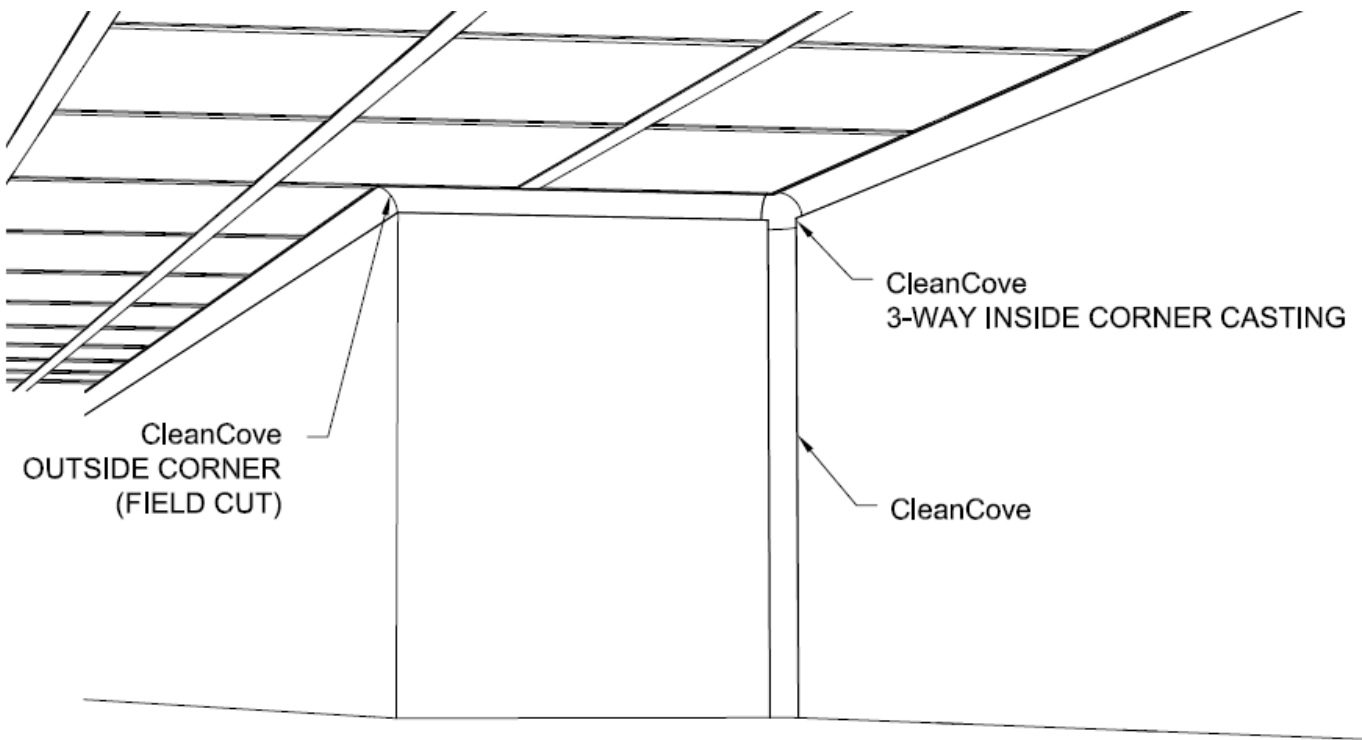 CleanCove
3-WAY INSIDE CORNER CASTING
CleanCove
OUTSIDE CORNER
(FIELD CUT)
CleanCove